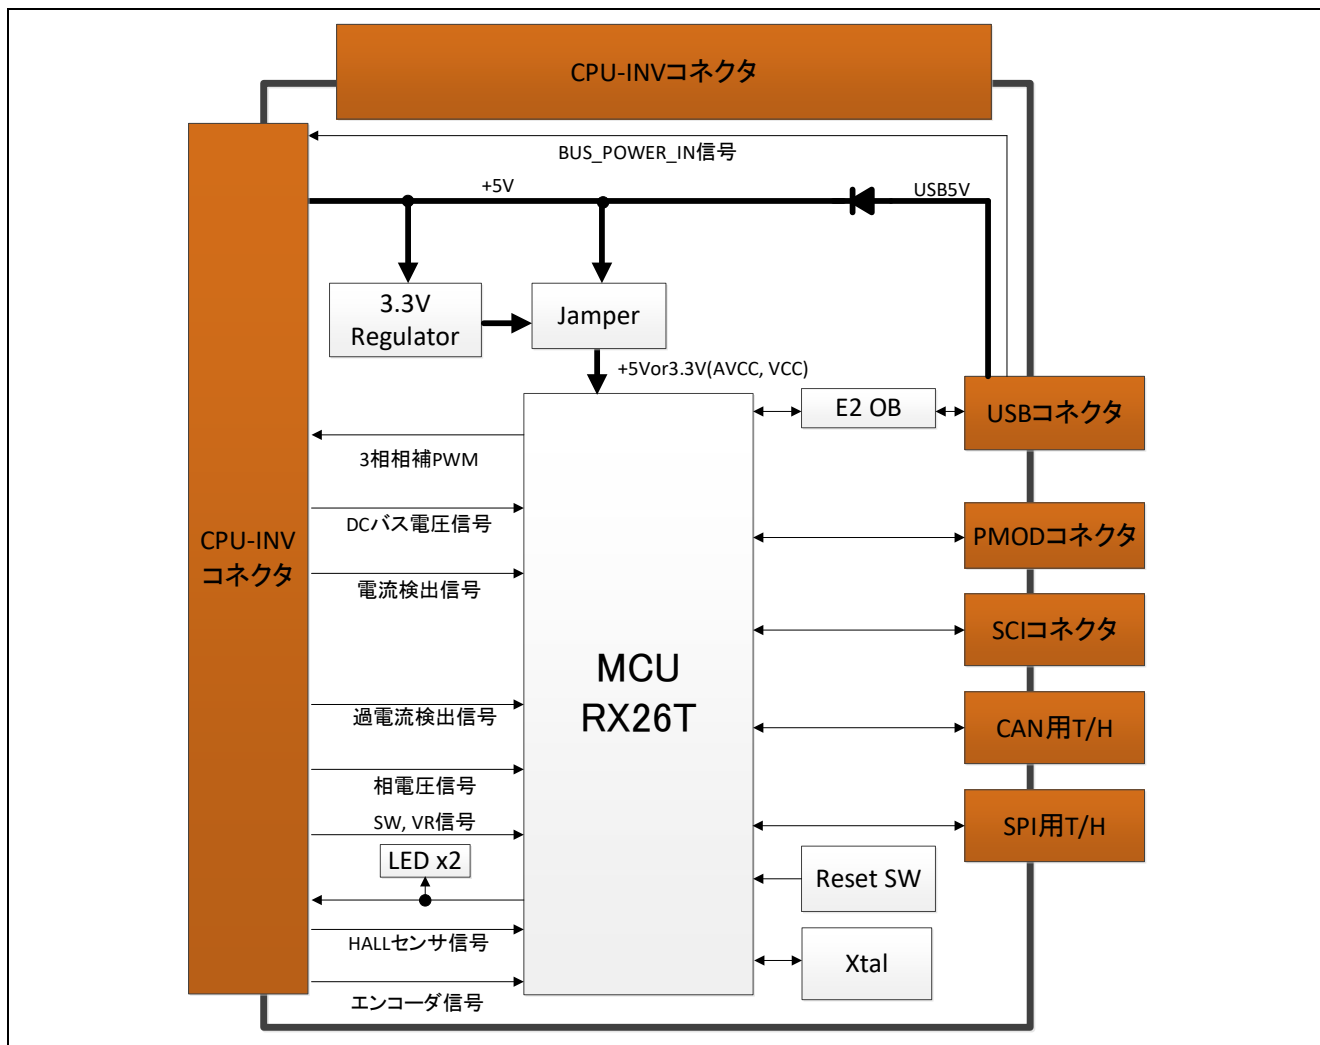 CPU-INVコネクタ
BUS_POWER_IN信号
+5V
USB5V
3.3V
Regulator
Jamper
+5Vor3.3V(AVCC, VCC)
E2 OB
USBコネクタ
3相相補PWM
DCバス電圧信号
CPU-INV
コネクタ
電流検出信号
PMODコネクタ
SCIコネクタ
MCU
RX26T
過電流検出信号
CAN用T/H
相電圧信号
SW, VR信号
SPI用T/H
LED x2
Reset SW
HALLセンサ信号
Xtal
エンコーダ信号